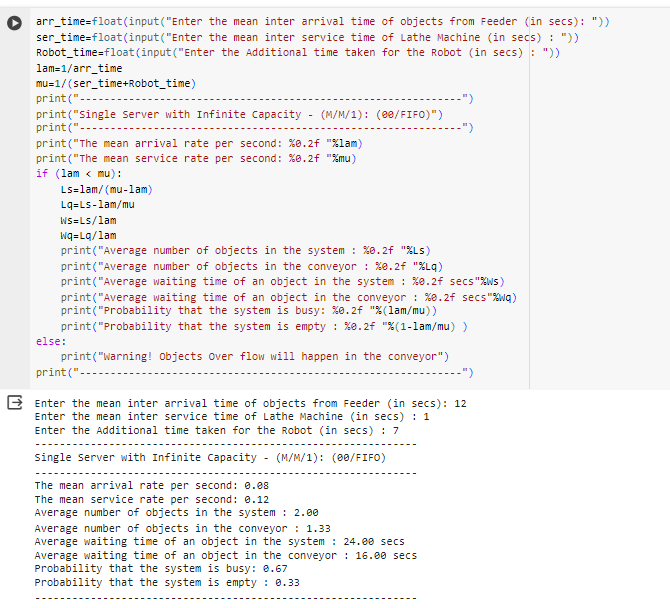 arr_time=float(input("Enter the mean inter arrival time of objects from Feeder (in secs): "))
ser_time=float(input("Enter the mean inter service time of Lathe Machine (in secs) : "))
Robot_time=float(input("Enter the Additional time taken for the Robot (in secs) : "))
lam=1/arr_time
mu=1/(ser_time+Robot_time)
print("--------------------------------------------------------------")
print("Single Server with Infinite Capacity - (M/M/1): (oo/FIFO)")
print("--------------------------------------------------------------")
print("The mean arrival rate per second: %0.2f "%lam)
print("The mean service rate per second: %0.2f "%mu)
if (lam < mu):
    Ls=lam/(mu-lam)
    Lq=Ls-lam/mu
    Ws=Ls/lam
    Wq=Lq/lam
    print("Average number of objects in the system : %0.2f "%Ls)
    print("Average number of objects in the conveyor : %0.2f "%Lq)
    print("Average waiting time of an object in the system : %0.2f secs"%Ws)
    print("Average waiting time of an object in the conveyor : %0.2f secs"%Wq)
    print("Probability that the system is busy: %0.2f "%(lam/mu))
    print("Probability that the system is empty : %0.2f "%(1-lam/mu) )
else:
    print("Warning! Objects Over flow will happen in the conveyor")
print("--------------------------------------------------------------")
Enter the mean inter arrival time of objects from Feeder (in secs): 12
Enter the mean inter service time of Lathe Machine (in secs) : 1
Enter the Additional time taken for the Robot (in secs) : 7
--------------------------------------------------------------
Single Server with Infinite Capacity - (M/M/1): (oo/FIFO)
--------------------------------------------------------------
The mean arrival rate per second: 0.08
The mean service rate per second: 0.12
Average number of objects in the system : 2.00
Average number of objects in the conveyor : 1.33
Average waiting time of an object in the system : 24.00 secs
Average waiting time of an object in the conveyor : 16.00 secs
Probability that the system is busy: 0.67
Probability that the system is empty : 0.33
--------------------------------------------------------------